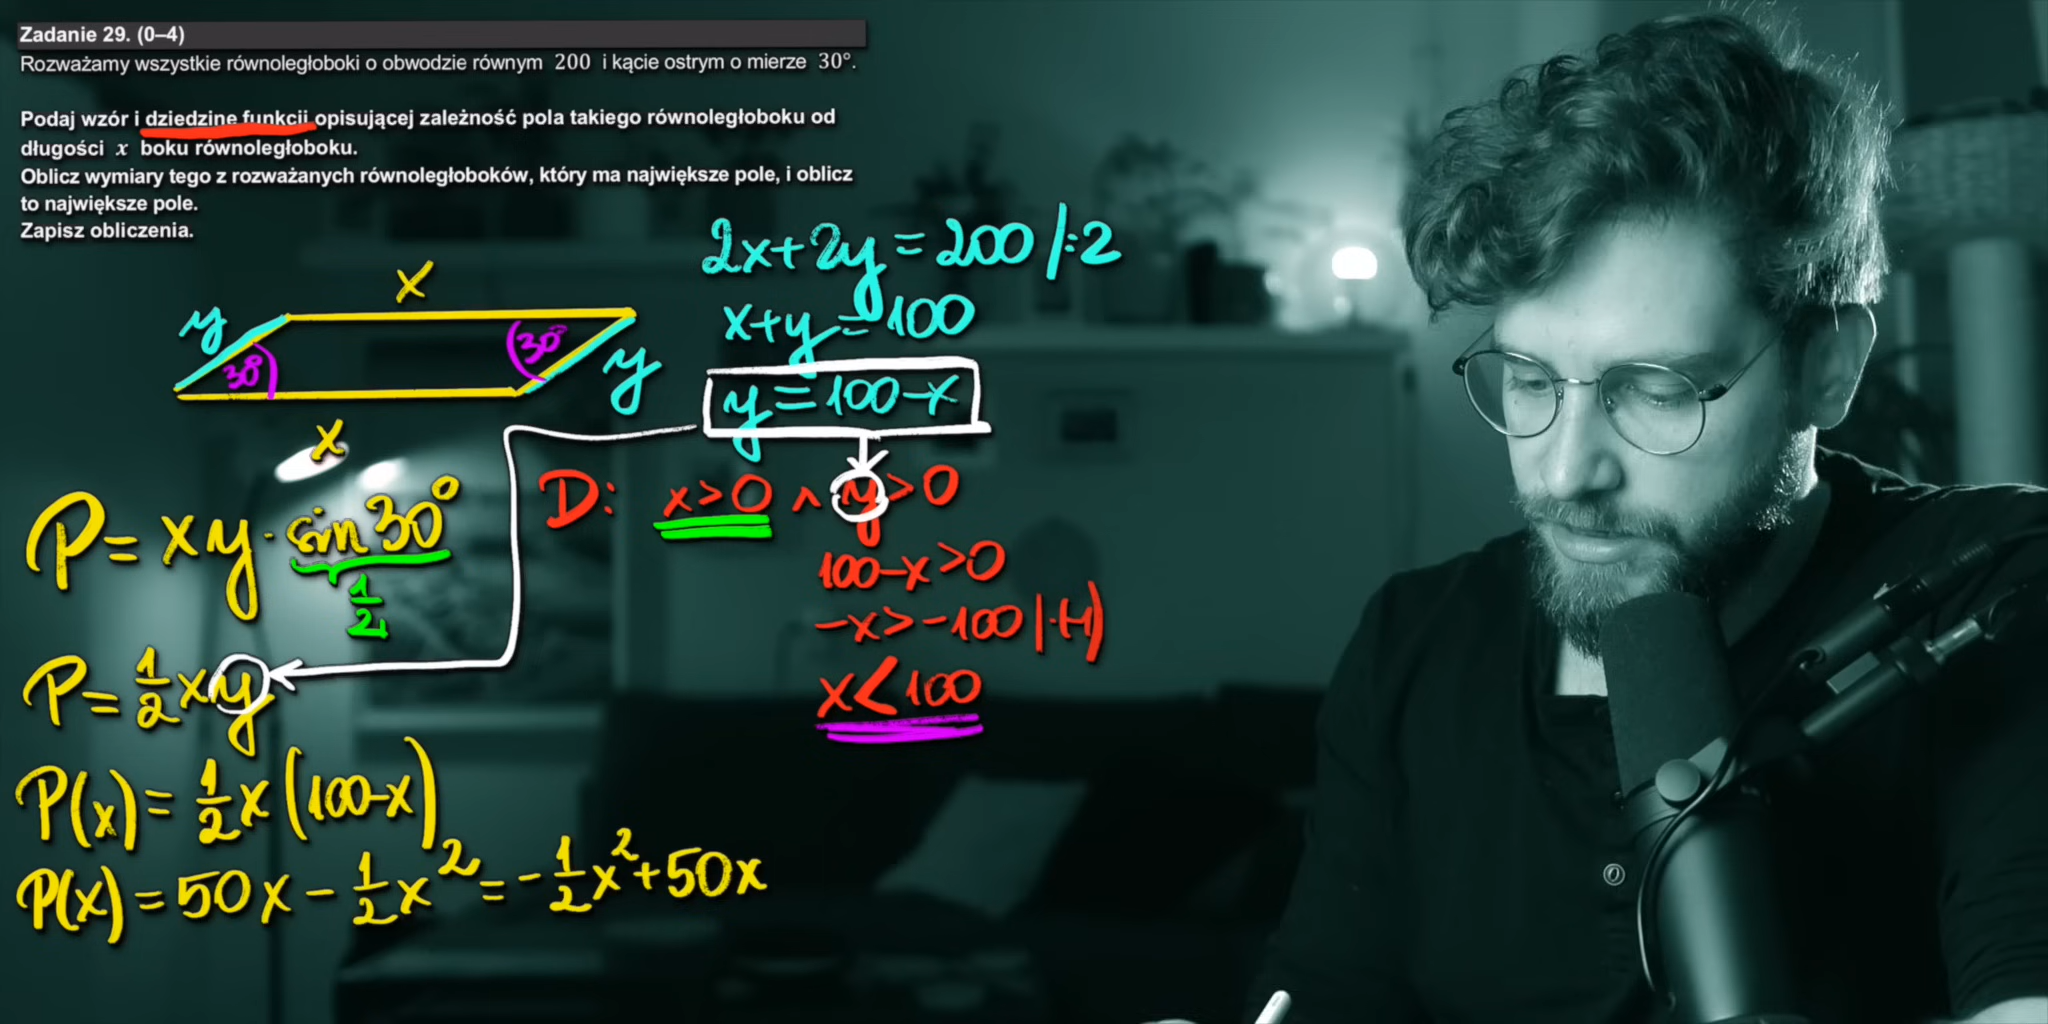 Zadanie 29. (0–4)
Rozważamy wszystkie równoległoboki o obwodzie równym 200 i kącie ostrym o mierze 30°.
Podaj wzór i dziedzinę funkcji opisującej zależność pola takiego równoległoboku od
długości x boku równoległoboku.
Oblicz wymiary tego z rozważanych równoległoboków, który ma największe pole, i oblicz
to największe pole.
Zapisz obliczenia.
2x+2y=200 |:2
x+y=100
y=100-x
x
y
30°
30°
y
x
D: x>0 ∧ y>0
100-x>0
-x>-100 |·(-1)
x<100
P=xy·sin30°
1/2
P=1/2xy
P(x)=1/2x(100-x)
P(x)=50x-1/2x²=-1/2x²+50x